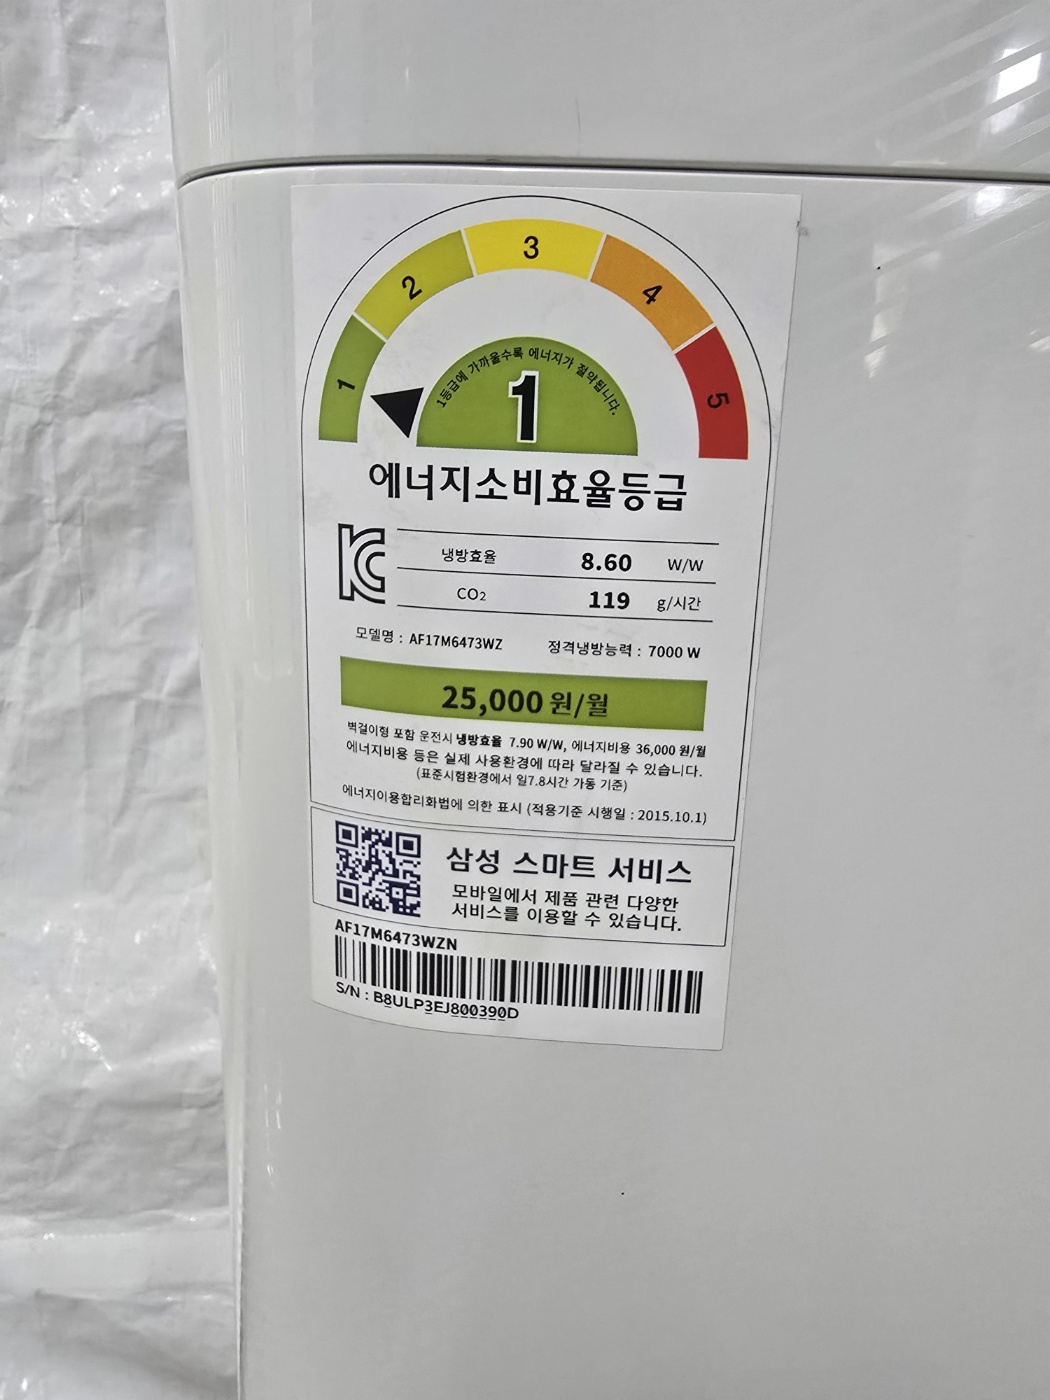 1
2
3
4
5
1등급에 가까울수록 에너지가 절약됩니다.
1
에너지소비효율등급
냉방효율 8.60 W/W
CO2 119 g/시간
모델명 : AF17M6473WZ 정격냉방능력 : 7000 W
25,000 원/월
벽걸이형 포함 운전시 냉방효율 7.90 W/W, 에너지비용 36,000 원/월
에너지비용 등은 실제 사용환경에 따라 달라질 수 있습니다.
(표준시험환경에서 일7.8시간 가동 기준)
에너지이용합리화법에 의한 표시 (적용기준 시행일 : 2015.10.1)
삼성 스마트 서비스
모바일에서 제품 관련 다양한
서비스를 이용할 수 있습니다.
AF17M6473WZN
S/N : B8ULP3EJ800390D